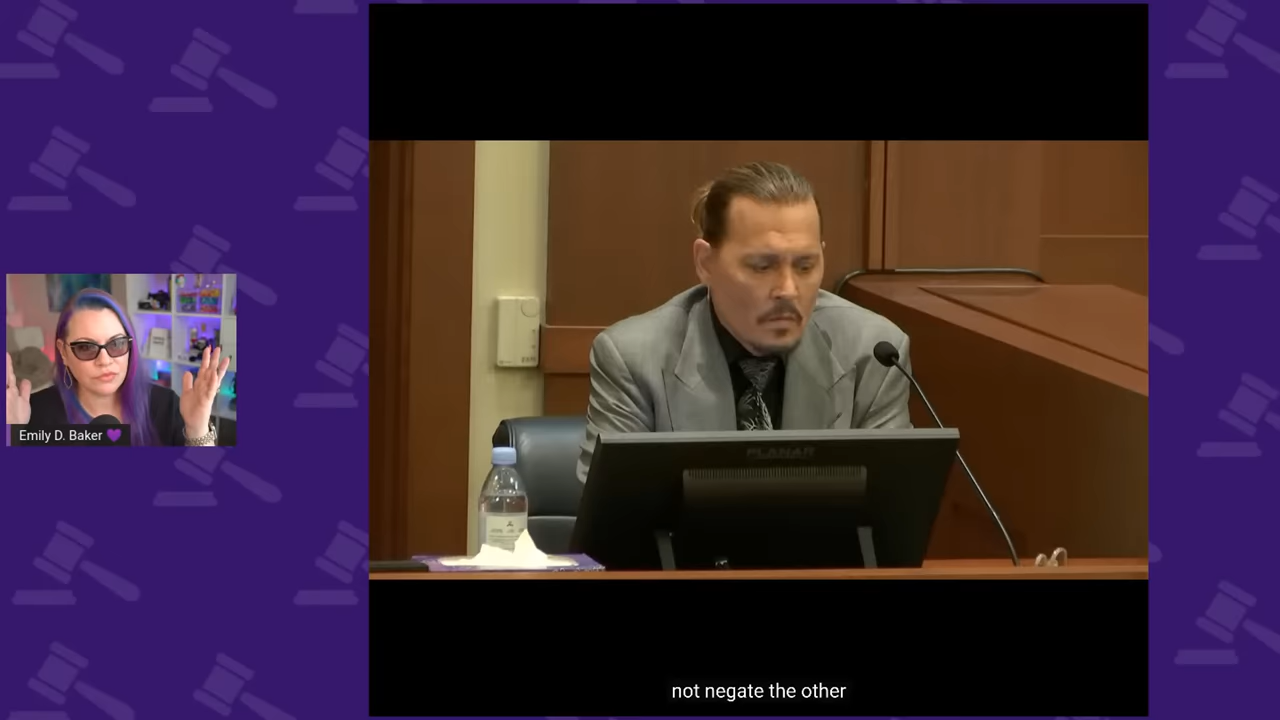 Emily D. Baker 💜
PLANAR
not negate the other